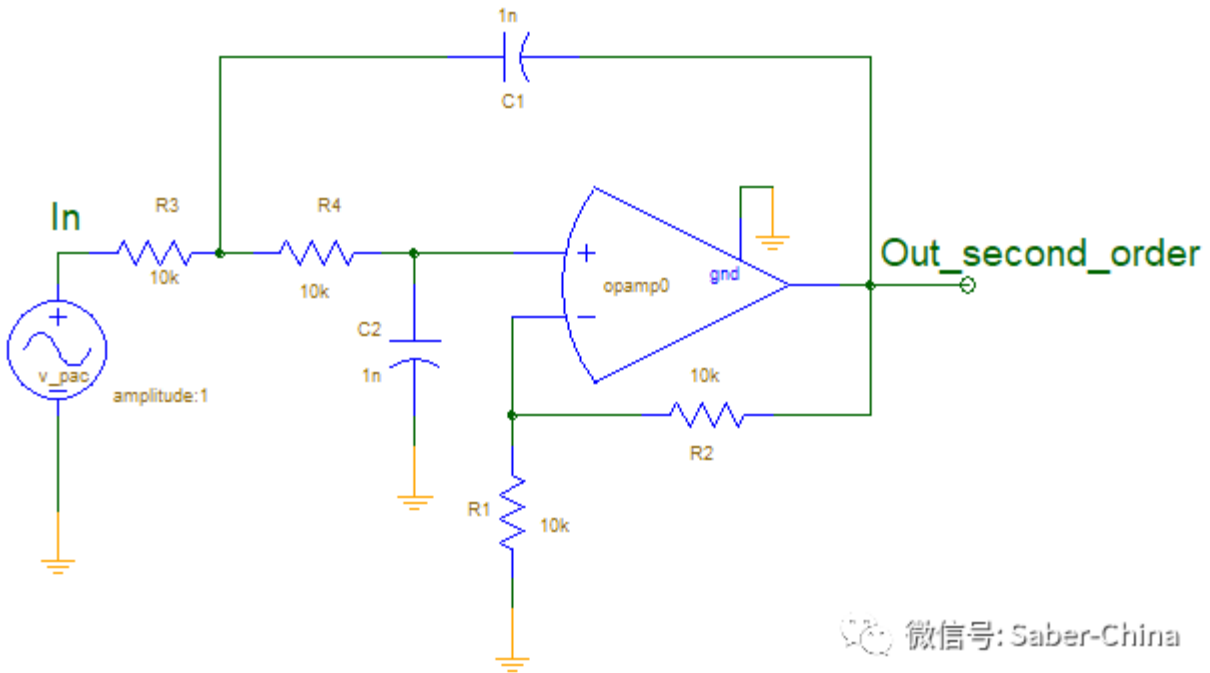 1n
C1
In
R3
10k
R4
10k
C2
1n
+
−
opamp0
gnd
Out_second_order
+
v_pac
−
amplitude:1
10k
R2
R1
10k
微信号: Saber-China